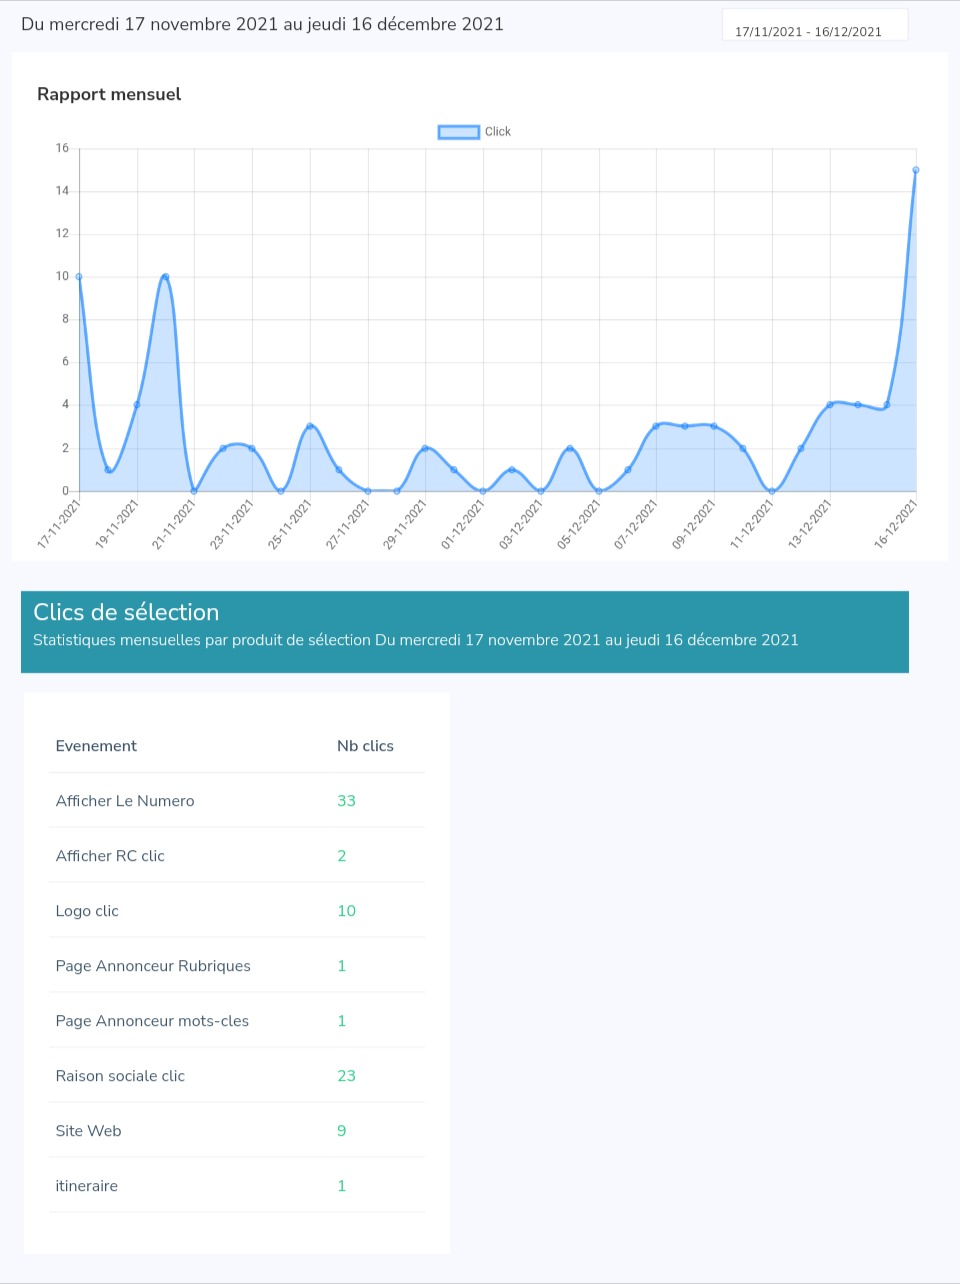 Du mercredi 17 novembre 2021 au jeudi 16 décembre 2021
17/11/2021 - 16/12/2021
Rapport mensuel
Click
16
14
12
10
8
6
4
2
0
17-11-2021
19-11-2021
21-11-2021
23-11-2021
25-11-2021
27-11-2021
29-11-2021
01-12-2021
03-12-2021
05-12-2021
07-12-2021
09-12-2021
11-12-2021
13-12-2021
16-12-2021
Clics de sélection
Statistiques mensuelles par produit de sélection Du mercredi 17 novembre 2021 au jeudi 16 décembre 2021
Evenement Nb clics
Afficher Le Numero 33
Afficher RC clic 2
Logo clic 10
Page Annonceur Rubriques 1
Page Annonceur mots-cles 1
Raison sociale clic 23
Site Web 9
itineraire 1